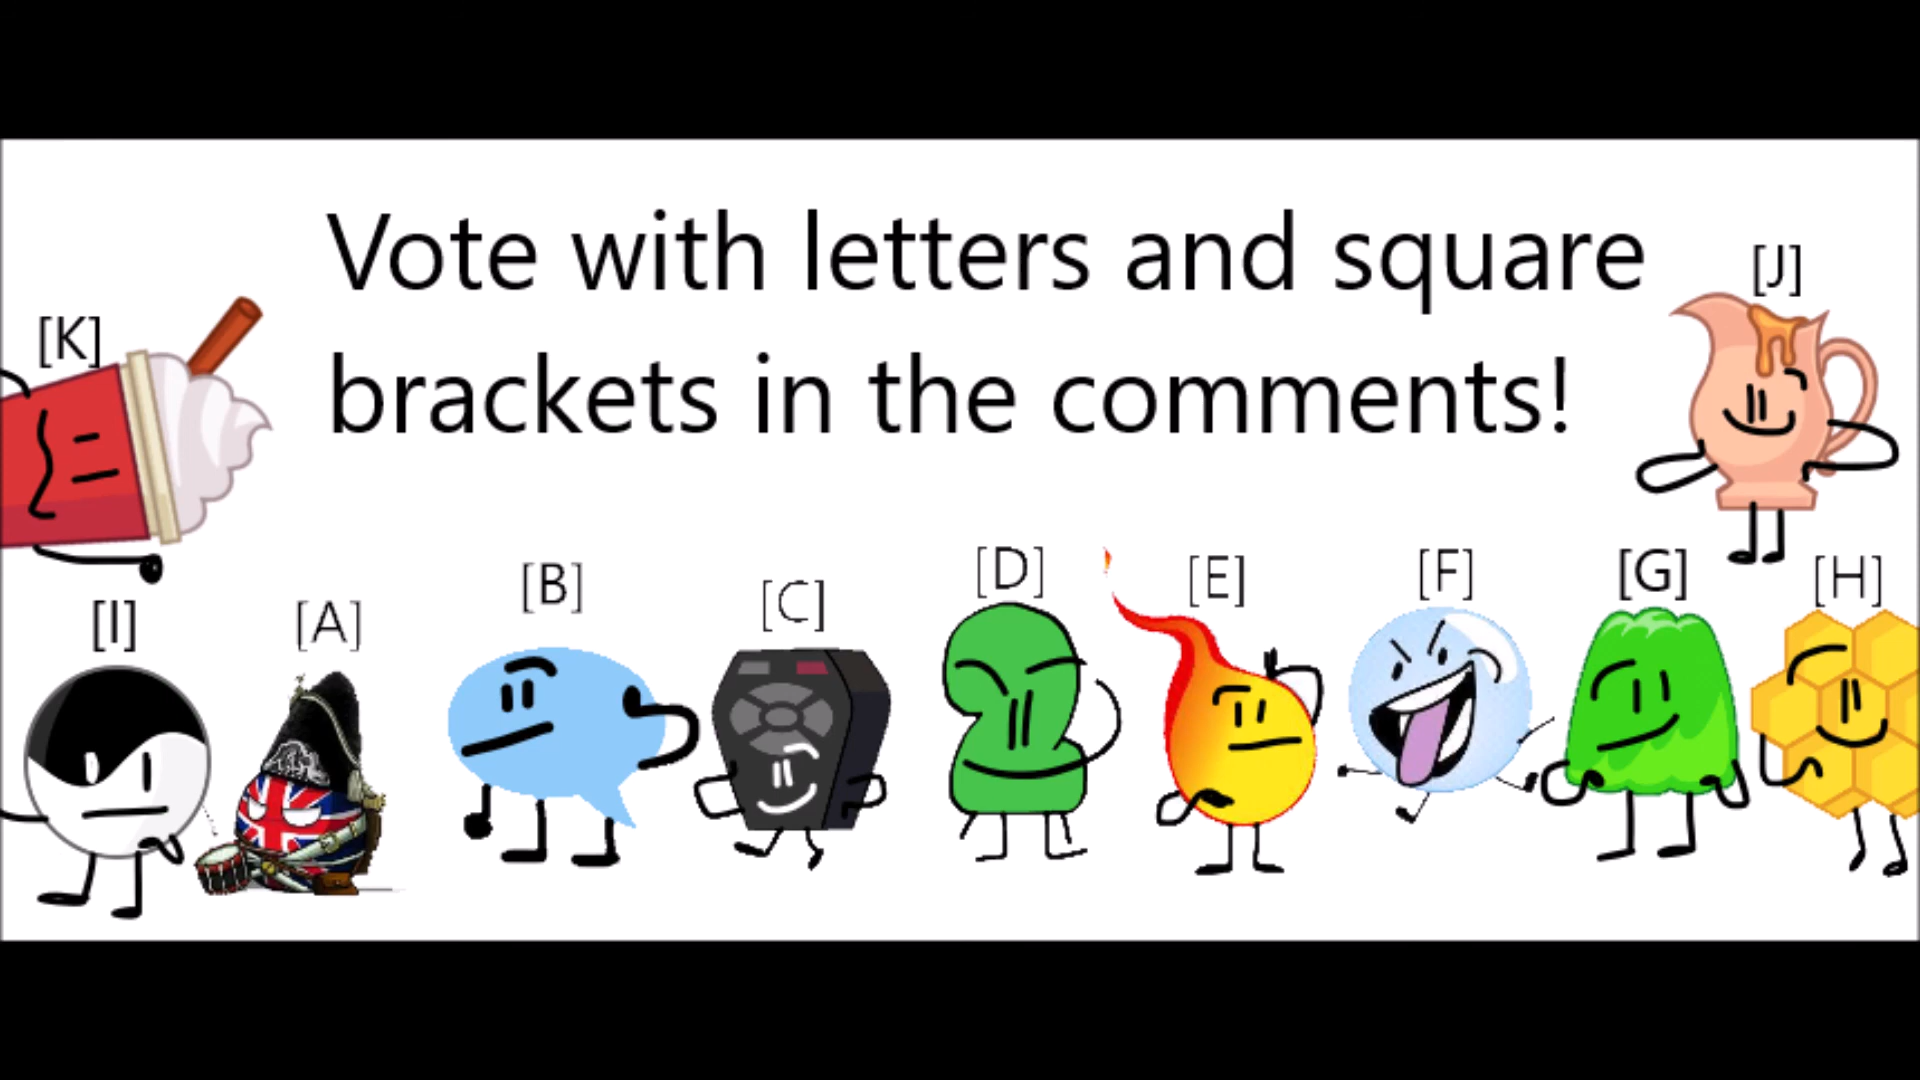 Vote with letters and square
brackets in the comments!
[J]
[K]
[I]
[A]
[B]
[C]
[D]
[E]
[F]
[G]
[H]